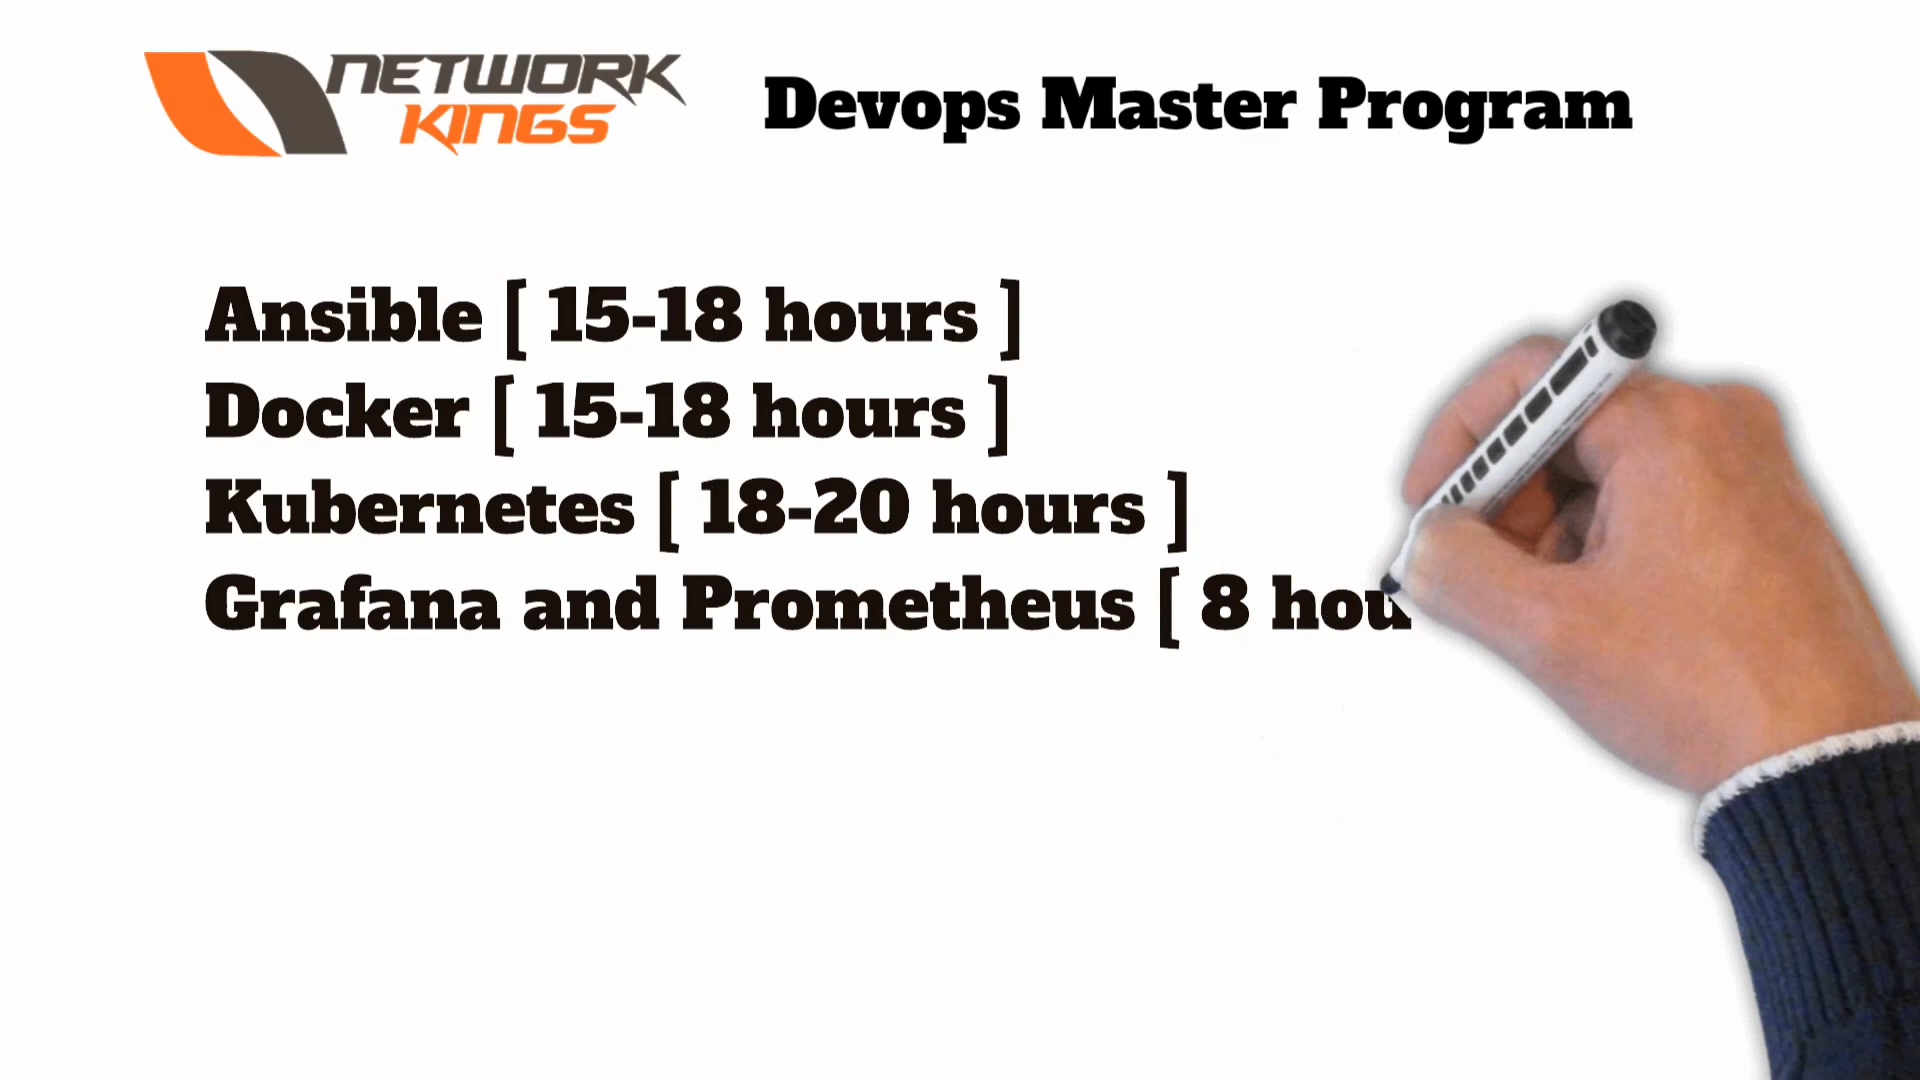 NETWORK
KINGS
Devops Master Program
Ansible [ 15-18 hours ]
Docker [ 15-18 hours ]
Kubernetes [ 18-20 hours ]
Grafana and Prometheus [ 8 hou